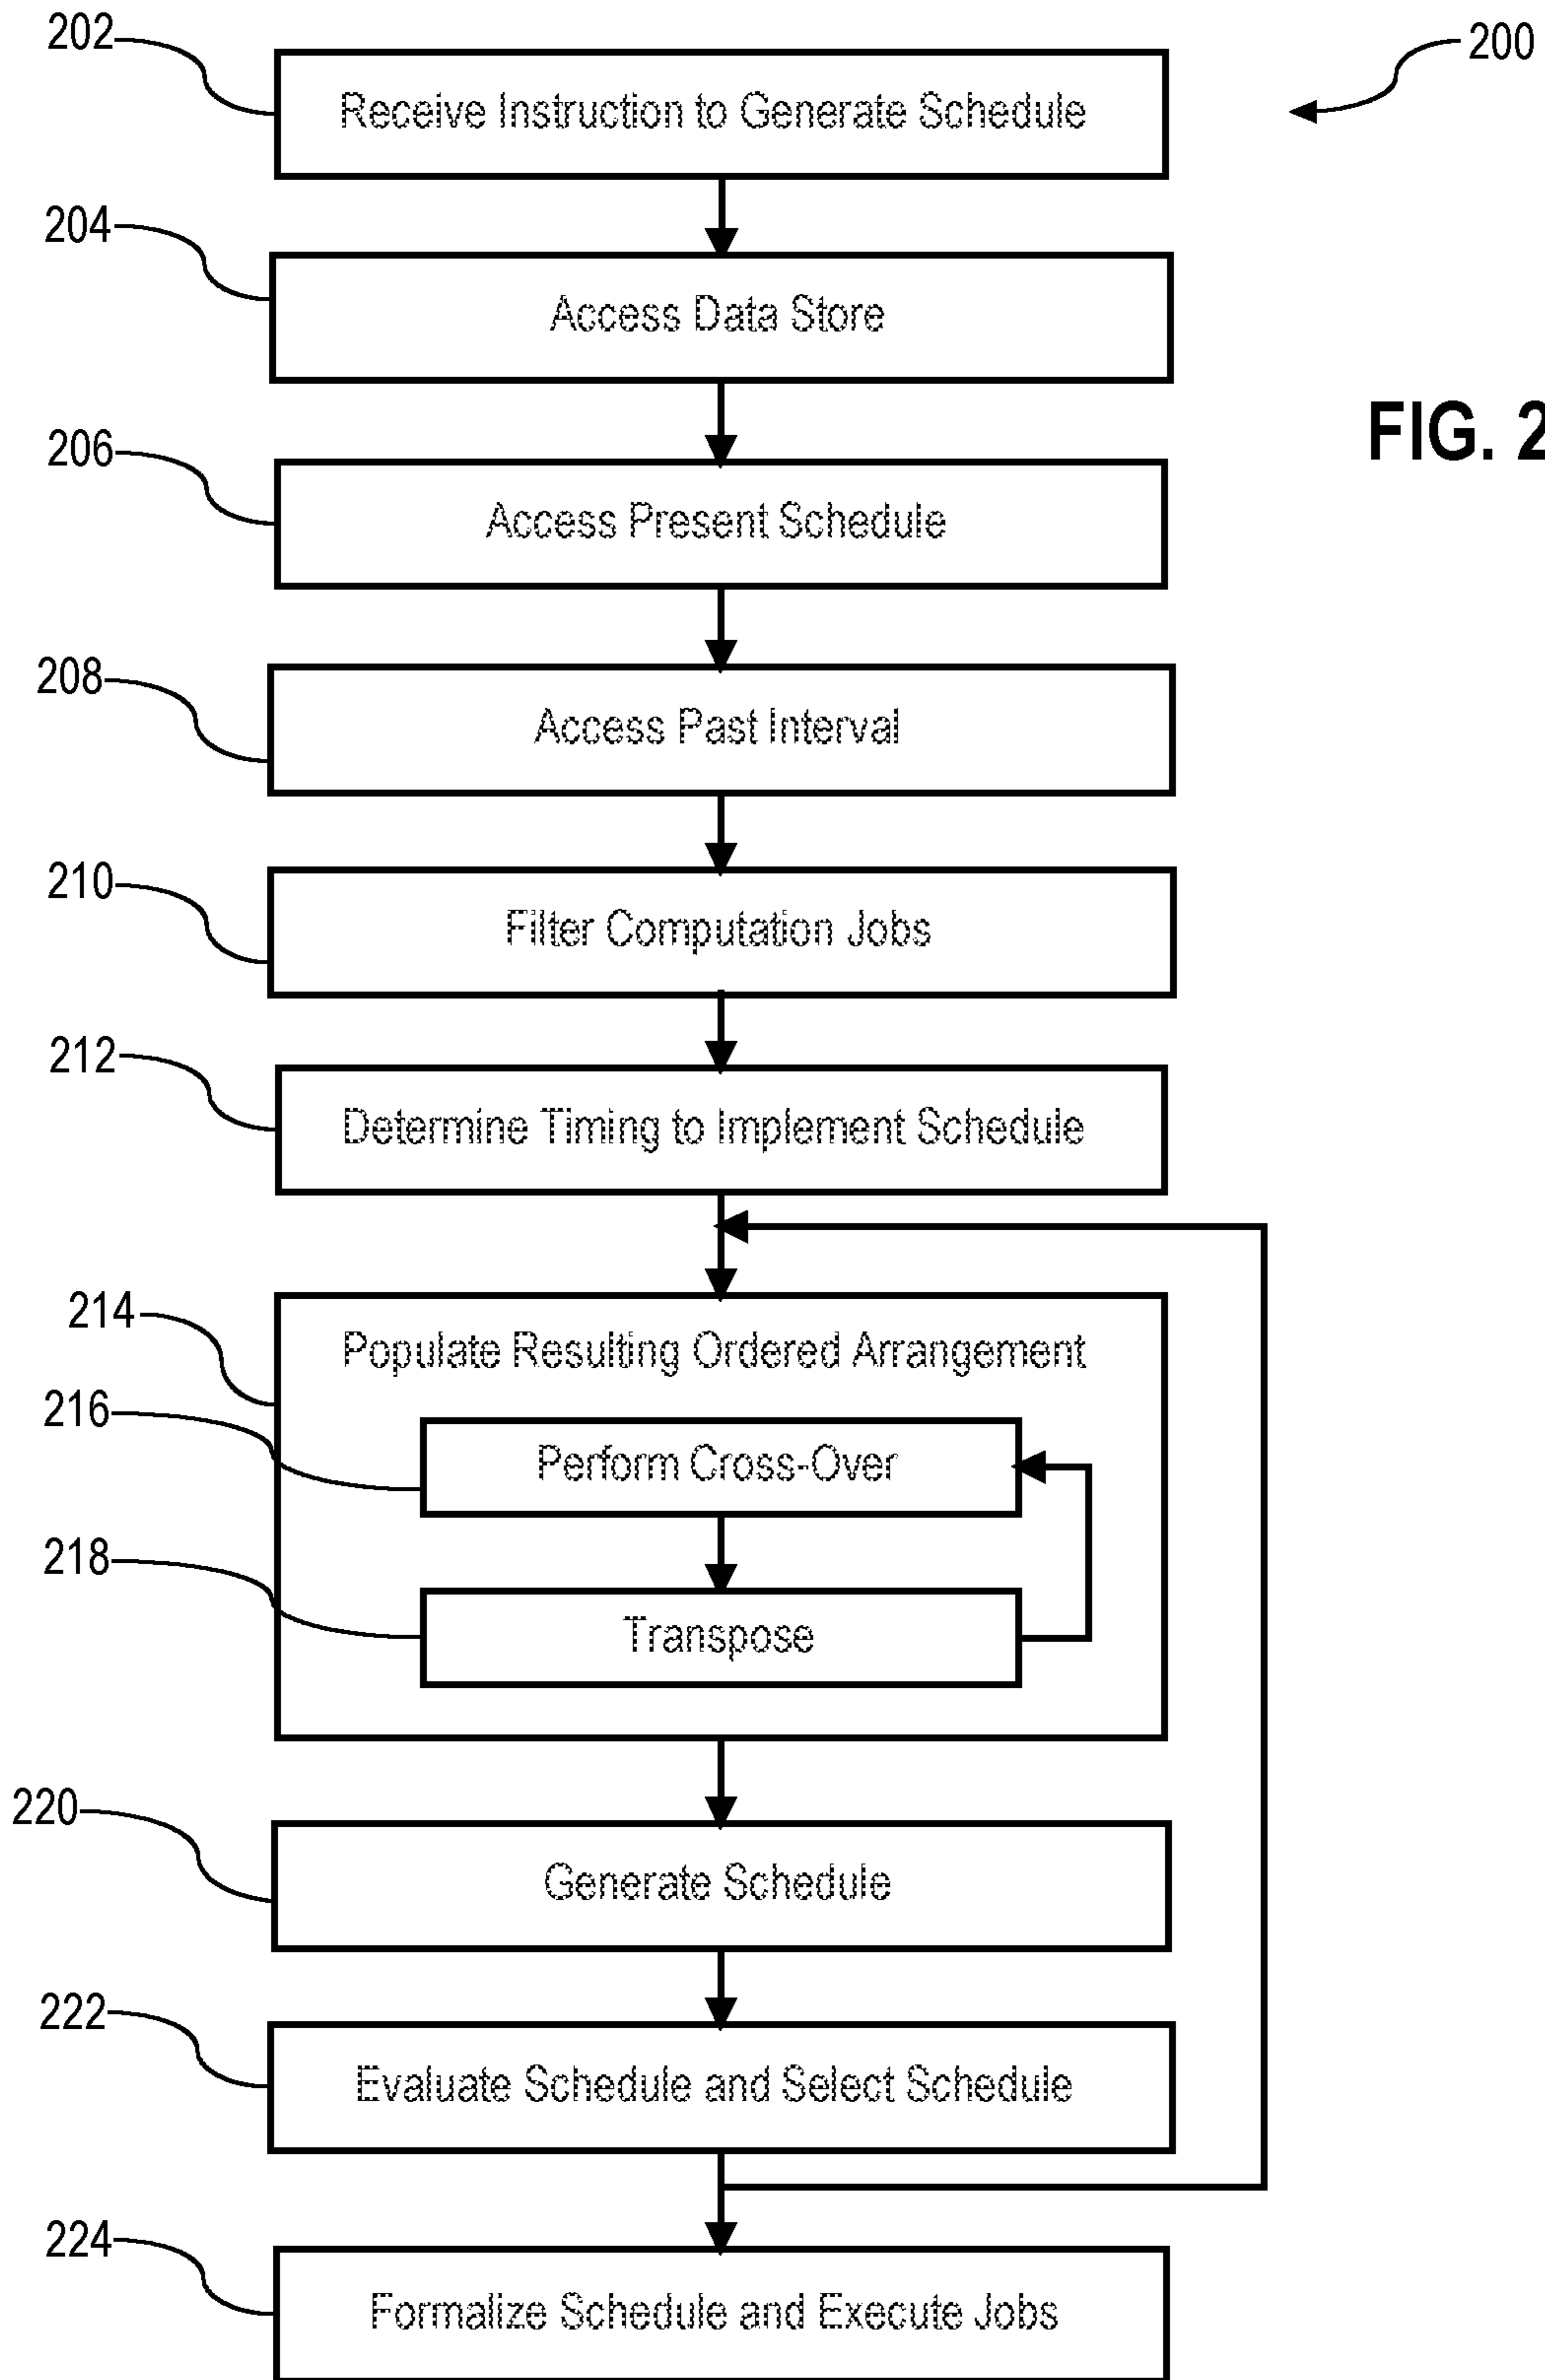 202
200
Receive Instruction to Generate Schedule
204
Access Data Store
FIG. 2
206
Access Present Schedule
208
Access Past Interval
210
Filter Computation Jobs
212
Determine Timing to Implement Schedule
214
Populate Resulting Ordered Arrangement
216
Perform Cross-Over
218
Transpose
220
Generate Schedule
222
Evaluate Schedule and Select Schedule
224
Formalize Schedule and Execute Jobs